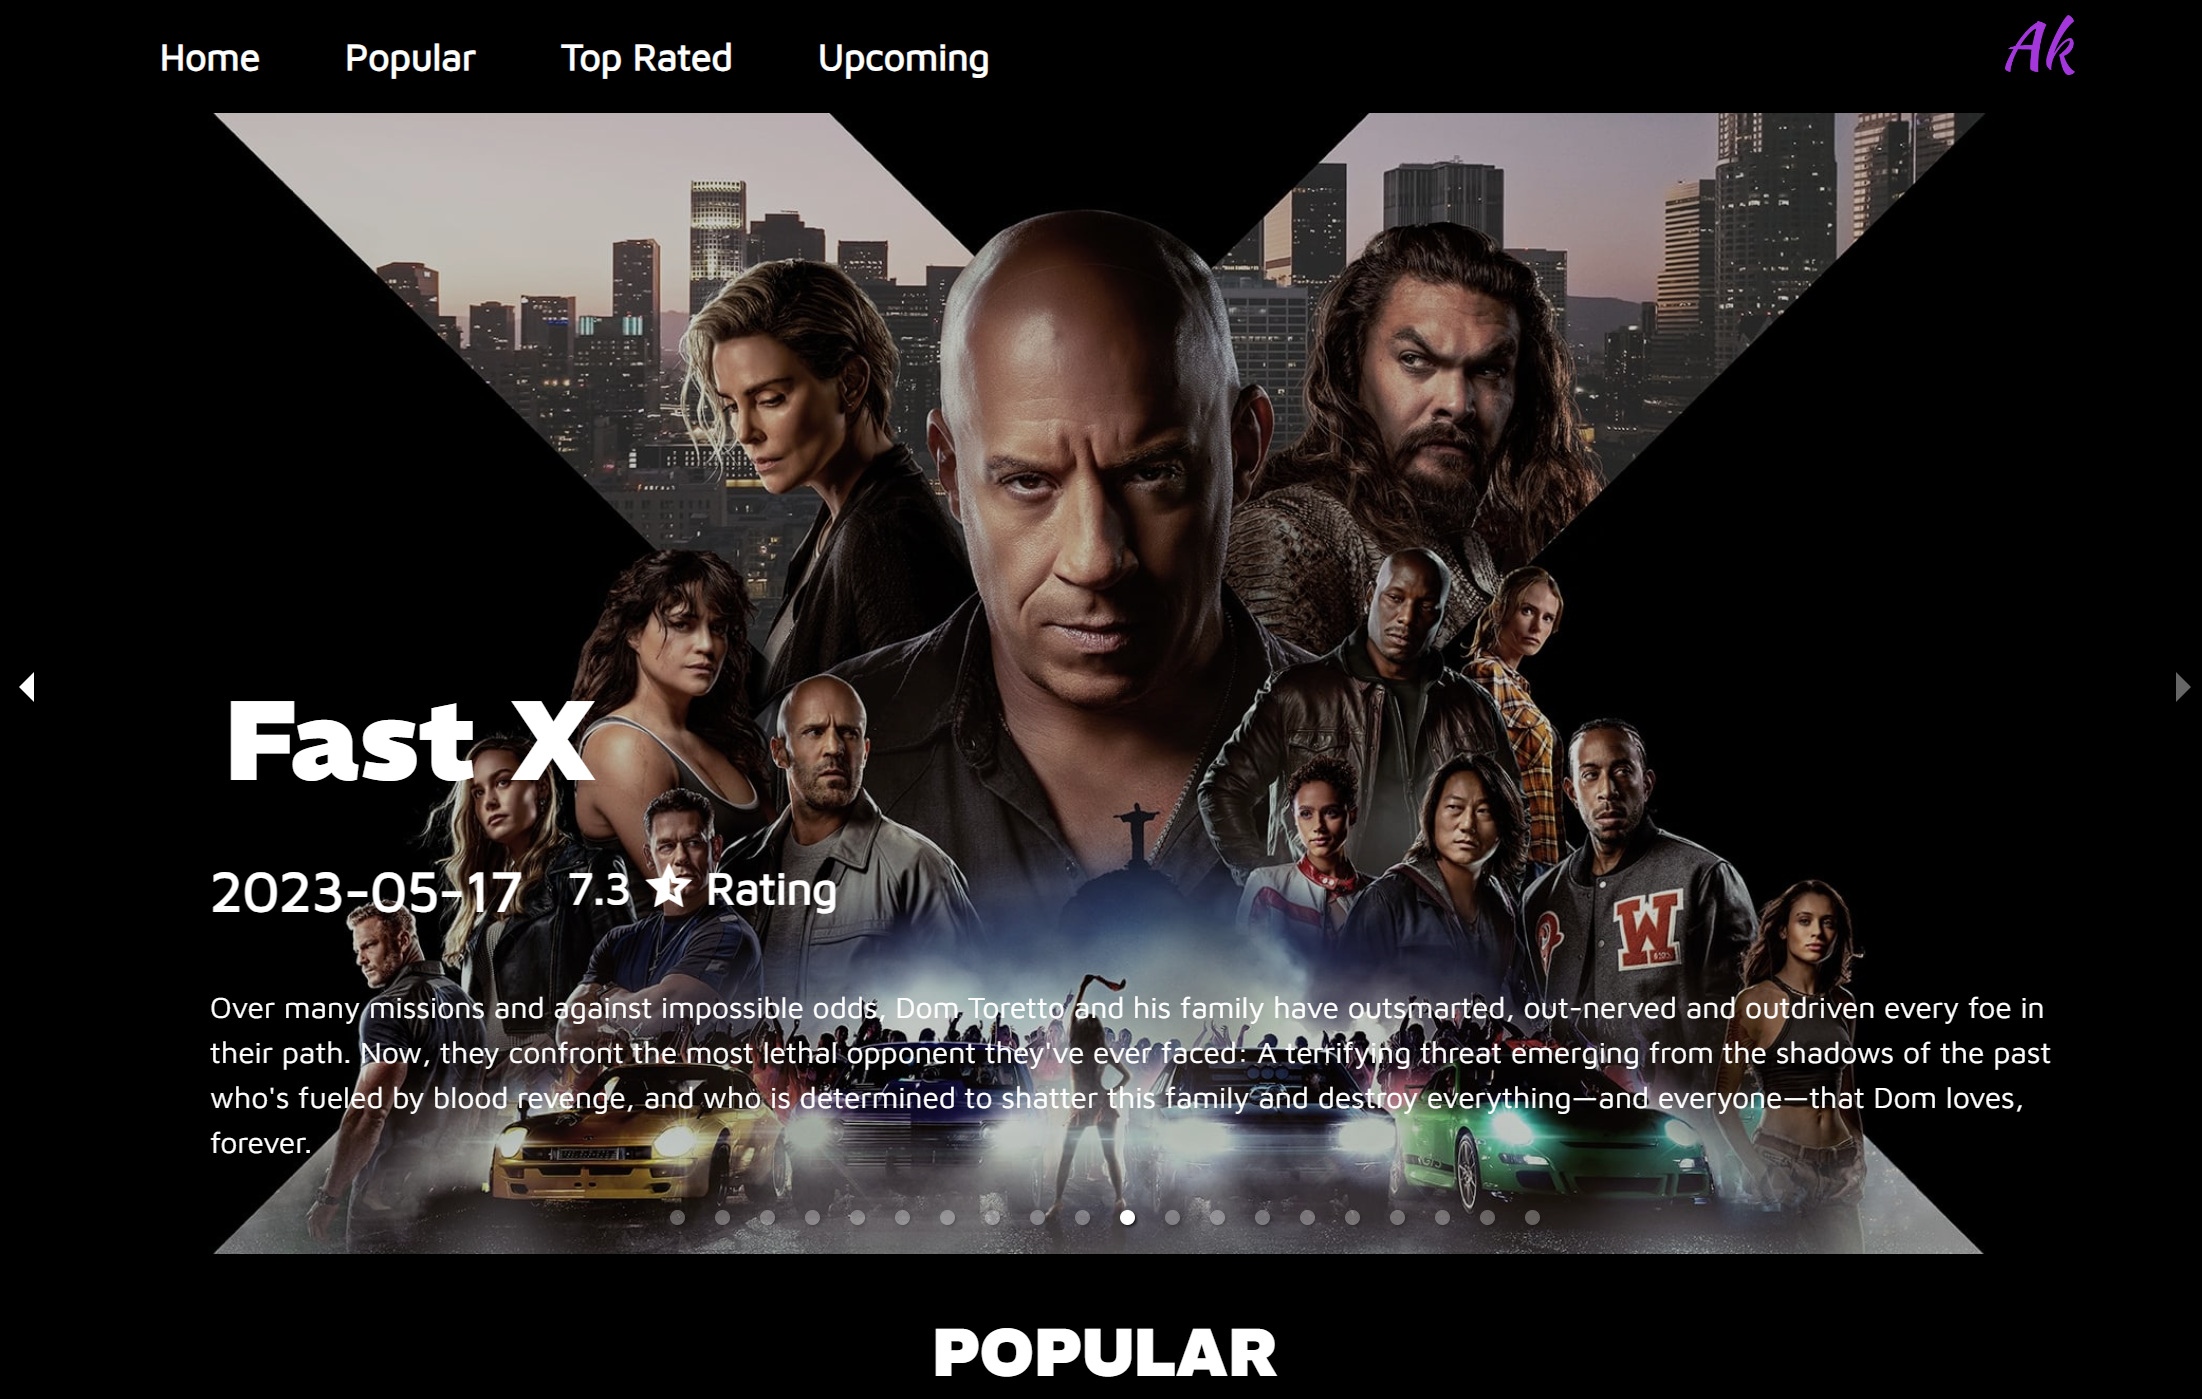 Home Popular Top Rated Upcoming Ak
Fast X
2023-05-17 7.3 Rating
Over many missions and against impossible odds, Dom Toretto and his family have outsmarted, out-nerved and outdriven every foe in
their path. Now, they confront the most lethal opponent they've ever faced: A terrifying threat emerging from the shadows of the past
who's fueled by blood revenge, and who is determined to shatter this family and destroy everything—and everyone—that Dom loves,
forever.
W
POPULAR